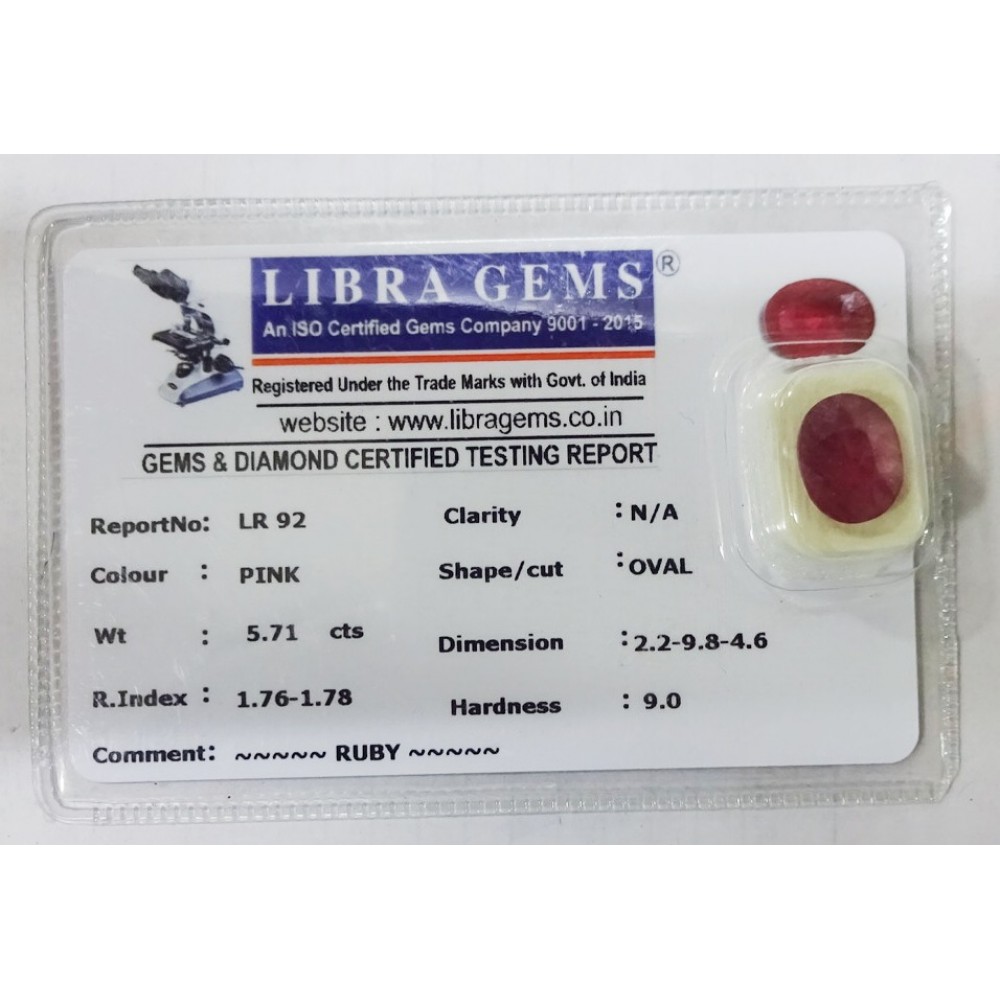 LIBRA GEMS ®
An ISO Certified Gems Company 9001 - 2015
Registered Under the Trade Marks with Govt. of India
website : www.libragems.co.in
GEMS & DIAMOND CERTIFIED TESTING REPORT
ReportNo: LR 92 Clarity : N/A
Colour : PINK Shape/cut : OVAL
Wt : 5.71 cts Dimension : 2.2-9.8-4.6
R.Index : 1.76-1.78 Hardness : 9.0
Comment: ~~~~~ RUBY ~~~~~